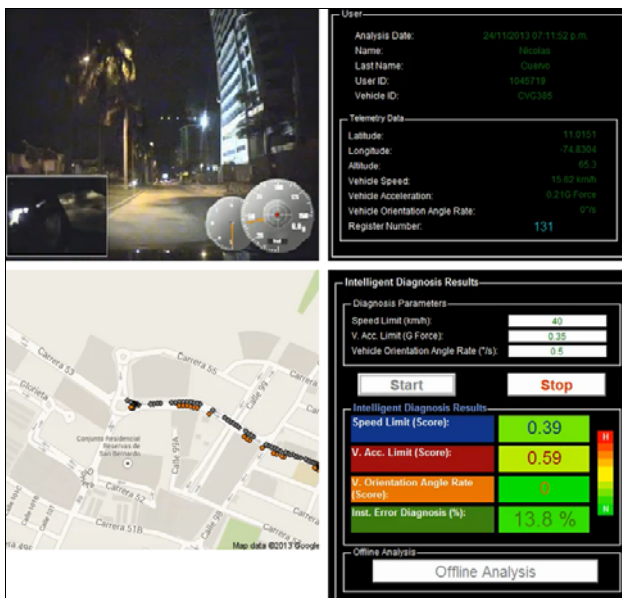 User
Analysis Date: 24/11/2013 07:11:52 p.m.
Name: Nicolas
Last Name: Cuervo
User ID: 1045719
Vehicle ID: CVG385
Telemetry Data
Latitude: 11.0151
Longitude: -74.8304
Altitude: 65.3
Vehicle Speed: 15.62 km/h
Vehicle Acceleration: 0.21G Force
Vehicle Orientation Angle Rate: 0°/s
Register Number: 131
Carrera 53
Carrera 55
Glorieta
Calle 99
Conjunto Residencial
Reservas de
San Bernardo
Calle 99A
Carrera 52
Calle 98
Carrera 51B
Calle 99C
Calle 101
Map data ©2013 Google
Intelligent Diagnosis Results
Diagnosis Parameters
Speed Limit (km/h): 40
V. Acc. Limit (G Force): 0.35
Vehicle Orientation Angle Rate (°/s): 0.5
Start Stop
Intelligent Diagnosis Results
Speed Limit (Score): 0.39
H
V. Acc. Limit (Score): 0.59
V. Orientation Angle Rate
(Score): 0
Inst. Error Diagnosis (%): 13.8 %
N
Offline Analysis
Offline Analysis